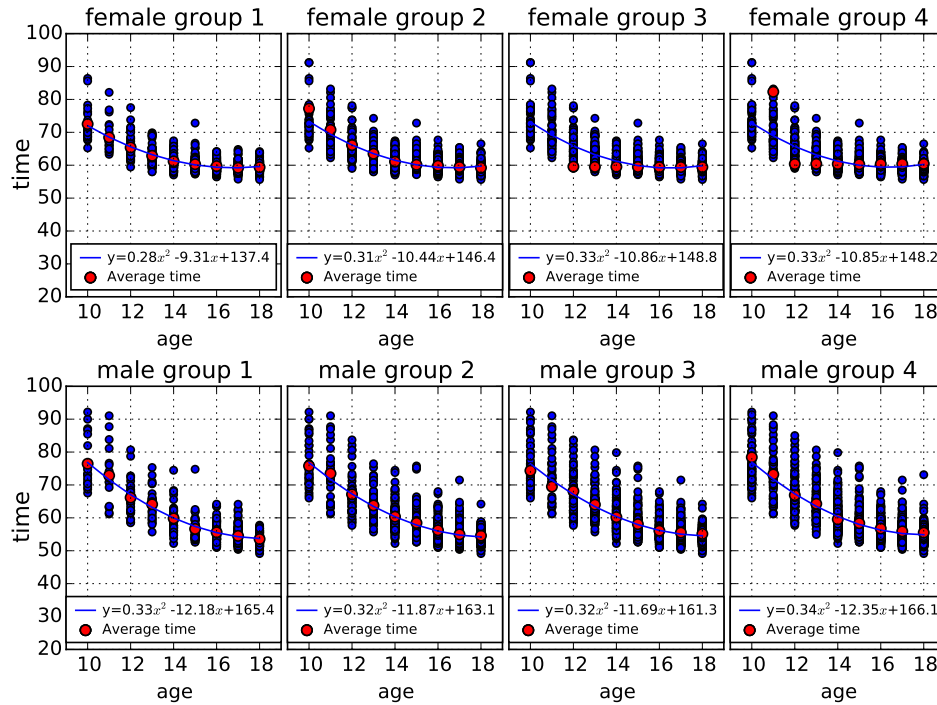 female group 1
female group 2
female group 3
female group 4
time
100
90
80
70
60
50
40
30
20
y=0.28x² -9.31x+137.4
Average time
y=0.31x² -10.44x+146.4
Average time
y=0.33x² -10.86x+148.8
Average time
y=0.33x² -10.85x+148.2
Average time
10 12 14 16 18
10 12 14 16 18
10 12 14 16 18
10 12 14 16 18
age
age
age
age
male group 1
male group 2
male group 3
male group 4
time
100
90
80
70
60
50
40
30
20
y=0.33x² -12.18x+165.4
Average time
y=0.32x² -11.87x+163.1
Average time
y=0.32x² -11.69x+161.3
Average time
y=0.34x² -12.35x+166.1
Average time
10 12 14 16 18
10 12 14 16 18
10 12 14 16 18
10 12 14 16 18
age
age
age
age